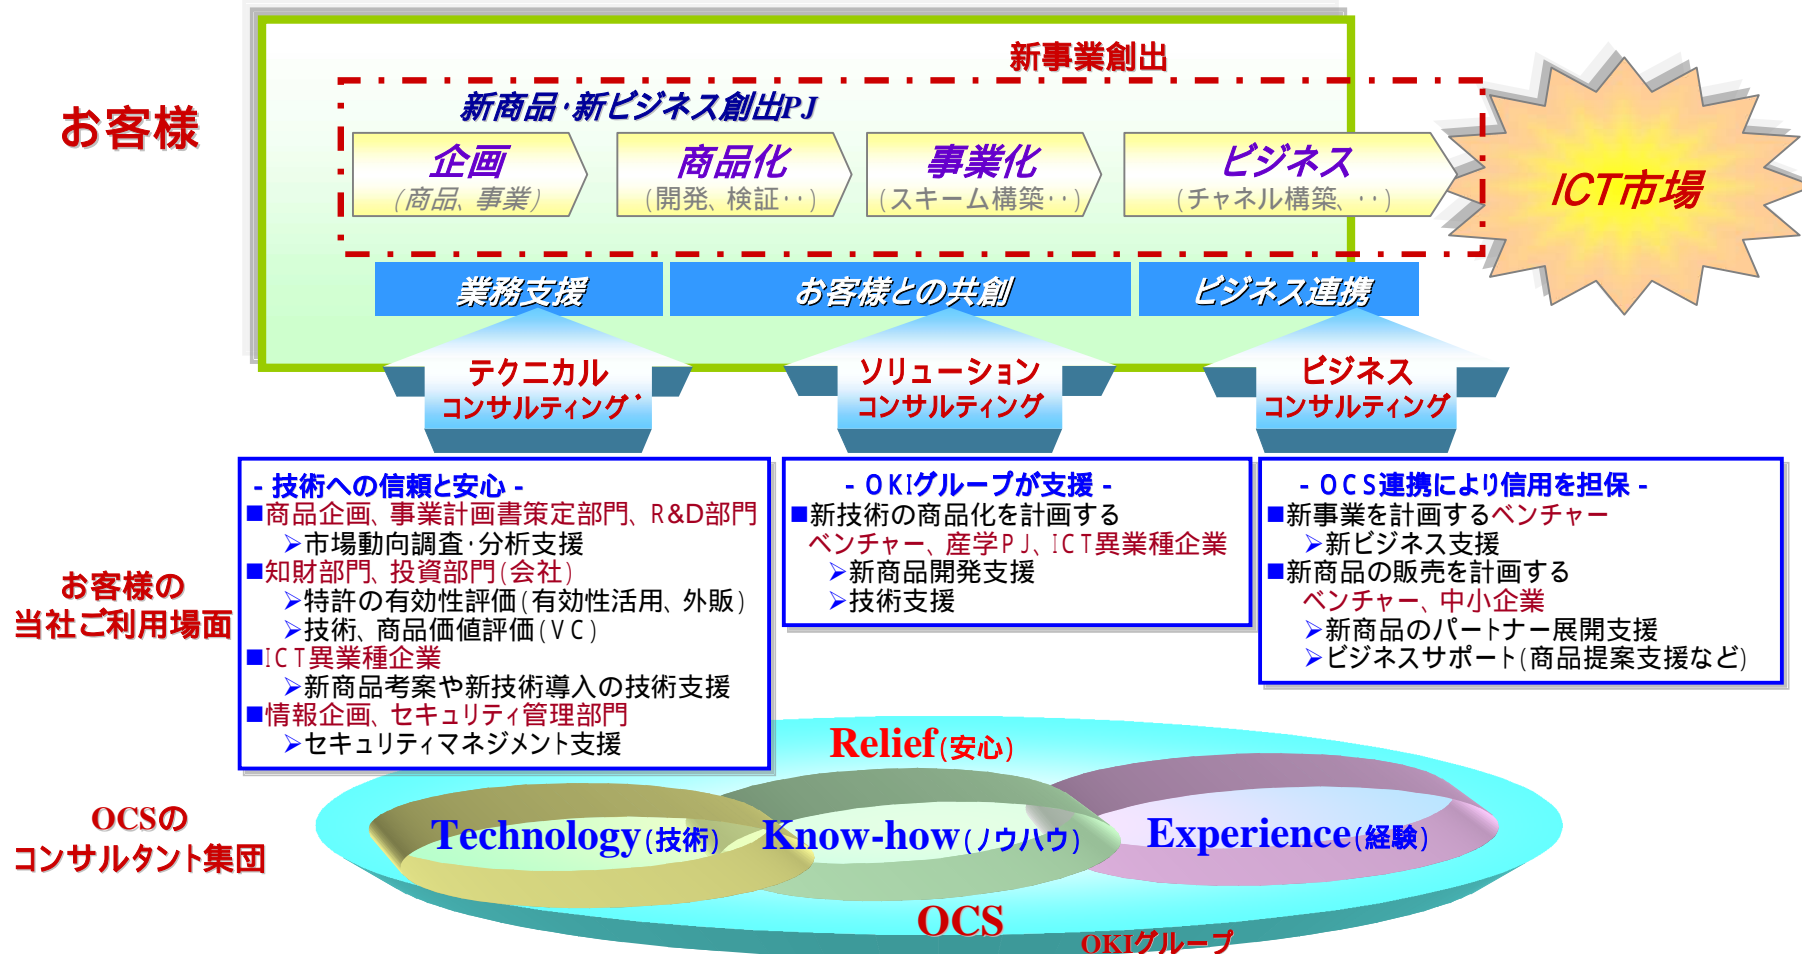 新事業創出
お客様
新商品・新ビジネス創出PJ
企画
(商品、事業)
商品化
(開発、検証‥)
事業化
(スキーム構築‥)
ビジネス
(チャネル構築、‥)
ICT市場
業務支援
お客様との共創
ビジネス連携
テクニカル
コンサルティング
ソリューション
コンサルティング
ビジネス
コンサルティング
お客様の
当社ご利用場面
- 技術への信頼と安心 -
■商品企画、事業計画書策定部門、R&D部門
➢市場動向調査・分析支援
■知財部門、投資部門(会社)
➢特許の有効性評価(有効性活用、外販)
➢技術、商品価値評価(VC)
■ICT異業種企業
➢新商品考案や新技術導入の技術支援
■情報企画、セキュリティ管理部門
➢セキュリティマネジメント支援
- OKIグループが支援 -
■新技術の商品化を計画する
ベンチャー、産学PJ、ICT異業種企業
➢新商品開発支援
➢技術支援
- OCS連携により信用を担保 -
■新事業を計画するベンチャー
➢新ビジネス支援
■新商品の販売を計画する
ベンチャー、中小企業
➢新商品のパートナー展開支援
➢ビジネスサポート(商品提案支援など)
OCSの
コンサルタント集団
Relief(安心)
Technology(技術)
Know-how(ノウハウ)
Experience(経験)
OCS
OKIグループ